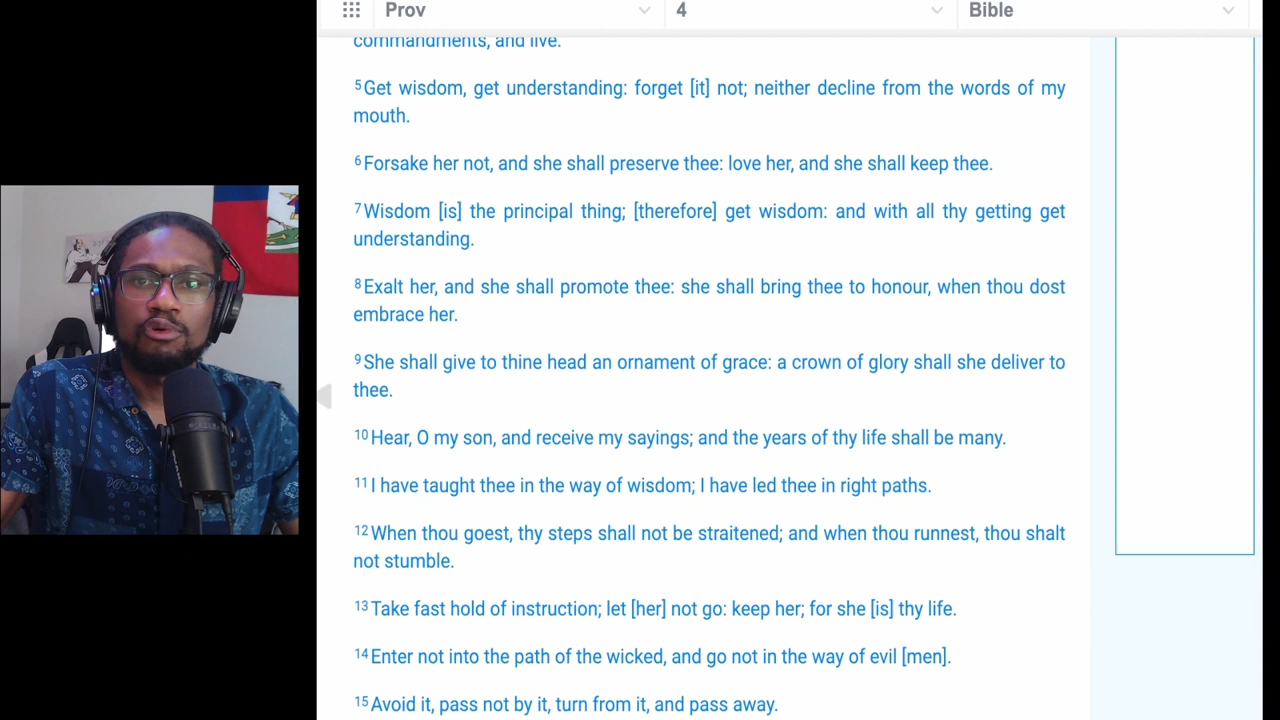 Prov 4 Bible
commandments, and live.
5Get wisdom, get understanding: forget [it] not; neither decline from the words of my
mouth.
6Forsake her not, and she shall preserve thee: love her, and she shall keep thee.
7Wisdom [is] the principal thing; [therefore] get wisdom: and with all thy getting get
understanding.
8Exalt her, and she shall promote thee: she shall bring thee to honour, when thou dost
embrace her.
9She shall give to thine head an ornament of grace: a crown of glory shall she deliver to
thee.
10Hear, O my son, and receive my sayings; and the years of thy life shall be many.
11I have taught thee in the way of wisdom; I have led thee in right paths.
12When thou goest, thy steps shall not be straitened; and when thou runnest, thou shalt
not stumble.
13Take fast hold of instruction; let [her] not go: keep her; for she [is] thy life.
14Enter not into the path of the wicked, and go not in the way of evil [men].
15Avoid it, pass not by it, turn from it, and pass away.